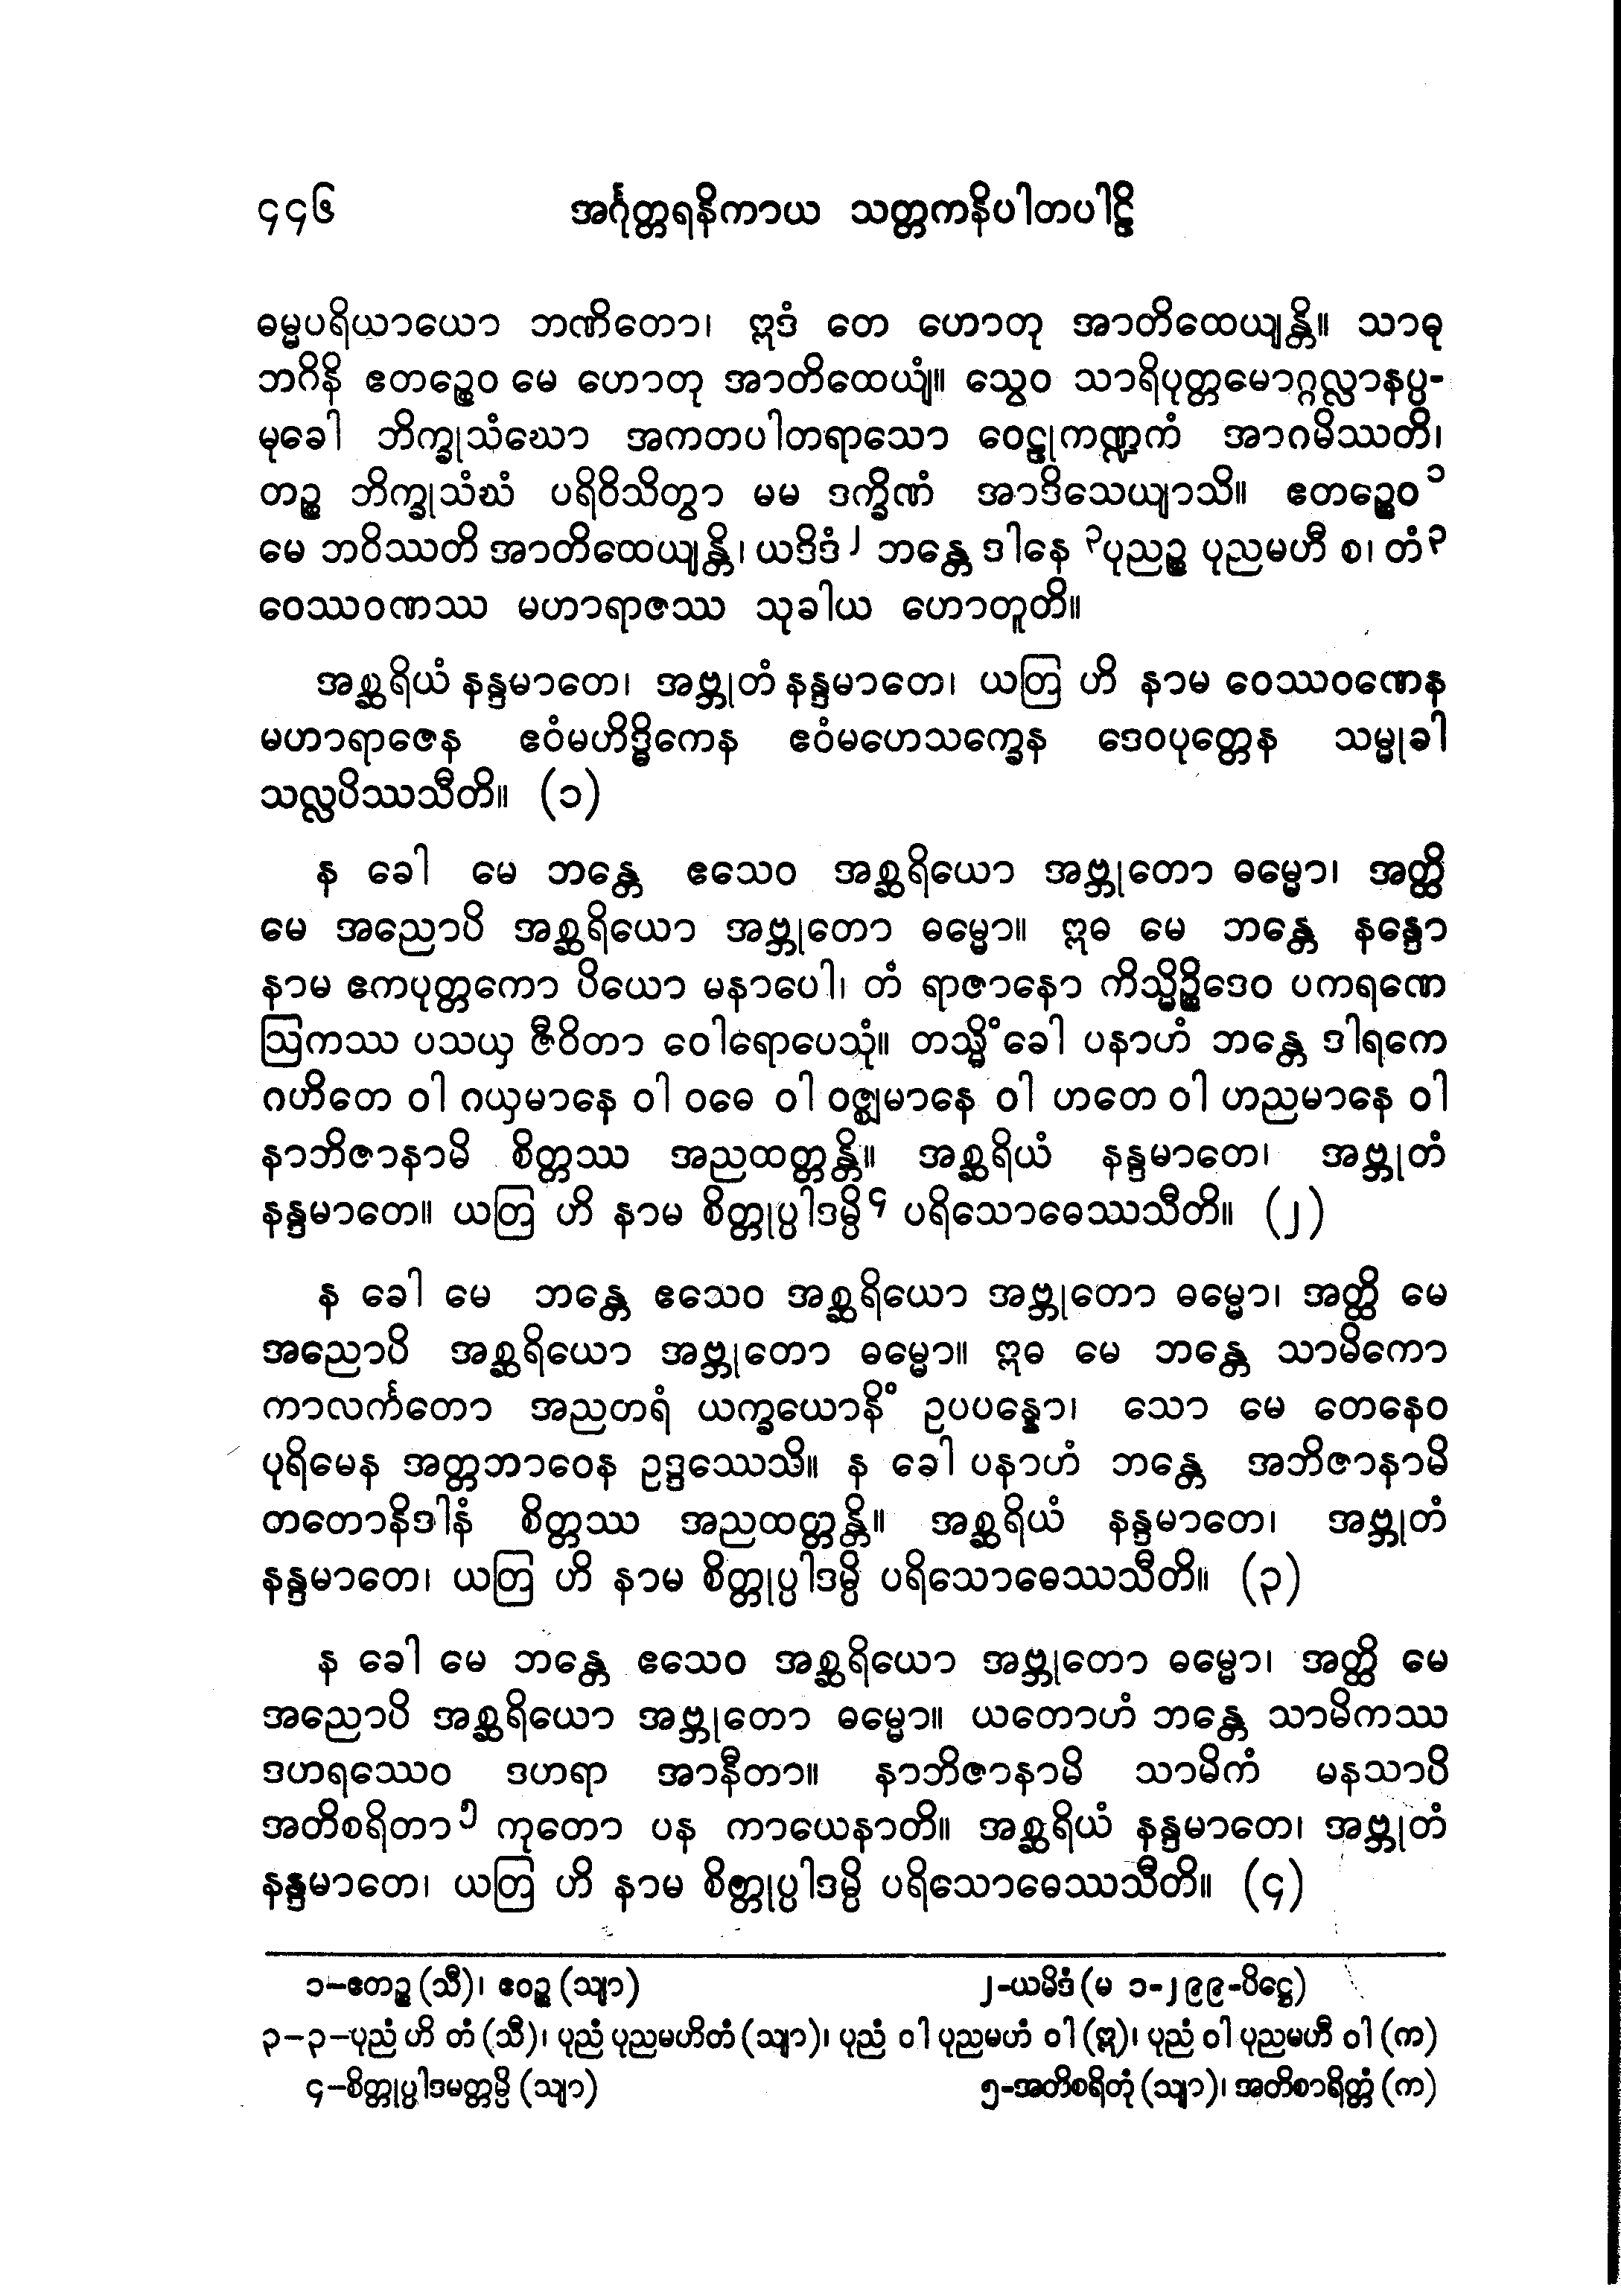 ၄၄၆ အင်္ဂုတ္တရနိကာယ သတ္တကနိပါတပါဠိ
ဓမ္မပရိယာယော ဘဏိတော၊ ဣဒံ တေ ဟောတု အာတိထေယျန္တိ။ သာဓု
ဘဂိနိ ဧတဉ္စေဝ မေ ဟောတု အာတိထေယျံ။ သွေဝ သာရိပုတ္တမောဂ္ဂလ္လာနပ္ပ-
မုခေါ ဘိက္ခုသံဃော အကတပါတရာသော ဝေဠုကဏ္ဍကံ အာဂမိဿတိ၊
တဉ္စ ဘိက္ခုသံဃံ ပရိဝိသိတွာ မမ ဒက္ခိဏံ အာဒိသေယျာသိ။ ဧတဉ္စေဝ ၁
မေ ဘဝိဿတိ အာတိထေယျန္တိ၊ ယဒိဒံ ၂ ဘန္တေ ဒါနေ ၃ပုညဉ္စ ပုညမဟီ စ၊ တံ ၃
ဝေဿဝဏဿ မဟာရာဇဿ သုခါယ ဟောတူတိ။
အစ္ဆရိယံ နန္ဒမာတေ၊ အဗ္ဘုတံ နန္ဒမာတေ၊ ယတြ ဟိ နာမ ဝေဿဝဏေန
မဟာရာဇေန ဧဝံမဟိဒ္ဓိကေန ဧဝံမဟေသက္ခေန ဒေဝပုတ္တေန သမ္မုခါ
သလ္လပိဿသီတိ။ (၁)
န ခေါ မေ ဘန္တေ ဧသေဝ အစ္ဆရိယော အဗ္ဘုတော ဓမ္မော၊ အတ္ထိ
မေ အညောပိ အစ္ဆရိယော အဗ္ဘုတော ဓမ္မော။ ဣဓ မေ ဘန္တေ နန္ဒော
နာမ ဧကပုတ္တကော ပိယော မနာပေါ၊ တံ ရာဇာနော ကိသ္မိဉ္စိဒေဝ ပကရဏေ
ဩကဿ ပသယှ ဇီဝိတာ ဝေါရောပေသုံ။ တသ္မိံ ခေါ ပနာဟံ ဘန္တေ ဒါရကေ
ဂဟိတေ ဝါ ဂယှမာနေ ဝါ ဝဓေ ဝါ ဝဇ္ဈမာနေ ဝါ ဟတေ ဝါ ဟညမာနေ ဝါ
နာဘိဇာနာမိ စိတ္တဿ အညထတ္တန္တိ။ အစ္ဆရိယံ နန္ဒမာတေ၊ အဗ္ဘုတံ
နန္ဒမာတေ။ ယတြ ဟိ နာမ စိတ္တုပ္ပါဒမ္ပိ ၄ ပရိသောဓေဿသီတိ။ (၂)
န ခေါ မေ ဘန္တေ ဧသေဝ အစ္ဆရိယော အဗ္ဘုတော ဓမ္မော၊ အတ္ထိ မေ
အညောပိ အစ္ဆရိယော အဗ္ဘုတော ဓမ္မော။ ဣဓ မေ ဘန္တေ သာမိကော
ကာလင်္ကတော အညတရံ ယက္ခယောနိံ ဥပပန္နော၊ သော မေ တေနေဝ
ပုရိမေန အတ္တဘာဝေန ဥဒ္ဒဿေသိ။ န ခေါ ပနာဟံ ဘန္တေ အဘိဇာနာမိ
တတောနိဒါနံ စိတ္တဿ အညထတ္တန္တိ။ အစ္ဆရိယံ နန္ဒမာတေ၊ အဗ္ဘုတံ
နန္ဒမာတေ၊ ယတြ ဟိ နာမ စိတ္တုပ္ပါဒမ္ပိ ပရိသောဓေဿသီတိ။ (၃)
န ခေါ မေ ဘန္တေ ဧသေဝ အစ္ဆရိယော အဗ္ဘုတော ဓမ္မော၊ အတ္ထိ မေ
အညောပိ အစ္ဆရိယော အဗ္ဘုတော ဓမ္မော။ ယတောဟံ ဘန္တေ သာမိကဿ
ဒဟရဿေဝ ဒဟရာ အာနီတာ။ နာဘိဇာနာမိ သာမိကံ မနသာပိ
အတိစရိတာ ၅ ကုတော ပန ကာယေနာတိ။ အစ္ဆရိယံ နန္ဒမာတေ၊ အဗ္ဘုတံ
နန္ဒမာတေ၊ ယတြ ဟိ နာမ စိတ္တုပ္ပါဒမ္ပိ ပရိသောဓေဿသီတိ။ (၄)
၁-ဧတဉ္စ (သီ)၊ ဧဝဉ္စ (သျာ) ၂-ယမိဒံ (မ ၁-၂၉၉-ပိဋ္ဌေ)
၃-၃-ပုညံ ဟိ တံ (သီ)၊ ပုညံ ပုညမဟိတံ (သျာ)၊ ပုညံ ဝါ ပုညမဟံ ဝါ (ဣ)၊ ပုညံ ဝါ ပုညမဟီ ဝါ (က)
၄-စိတ္တုပ္ပါဒမတ္တမ္ပိ (သျာ) ၅-အတိစရိတုံ (သျာ)၊ အတိစာရိတ္တံ (က)